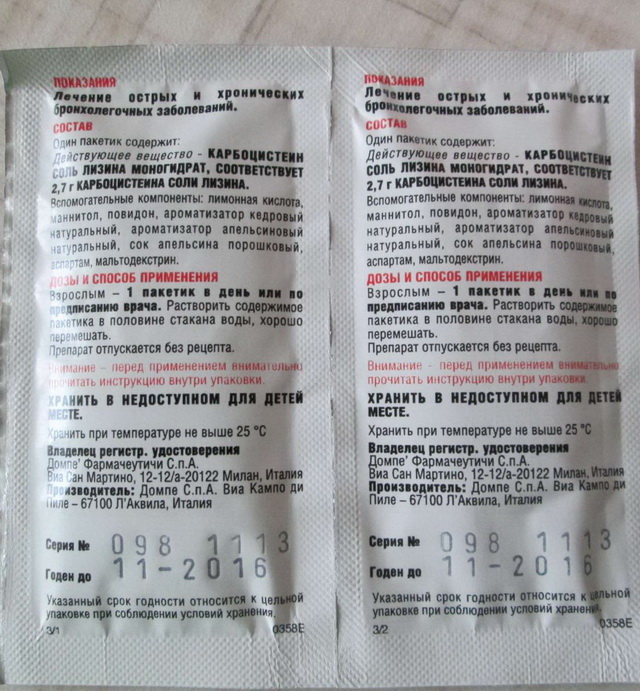 ПОКАЗАНИЯ
Лечение острых и хронических
бронхолегочных заболеваний.
СОСТАВ
Один пакетик содержит:
Действующее вещество - КАРБОЦИСТЕИН
СОЛЬ ЛИЗИНА МОНОГИДРАТ, СООТВЕТСТВУЕТ
2,7 г КАРБОЦИСТЕИНА СОЛИ ЛИЗИНА.
Вспомогательные компоненты: лимонная кислота,
маннитол, повидон, ароматизатор кедровый
натуральный, ароматизатор апельсиновый
натуральный, сок апельсина порошковый,
аспартам, мальтодекстрин.
ДОЗЫ И СПОСОБ ПРИМЕНЕНИЯ
Взрослым – 1 пакетик в день или по
предписанию врача. Растворить содержимое
пакетика в половине стакана воды, хорошо
перемешать.
Препарат отпускается без рецепта.
Внимание - перед применением внимательно
прочитать инструкцию внутри упаковки.
ХРАНИТЬ В НЕДОСТУПНОМ ДЛЯ ДЕТЕЙ
МЕСТЕ.
Хранить при температуре не выше 25 °С
Владелец регистр. удостоверения
Домпе' Фармачеутичи С.п.А.
Виа Сан Мартино, 12-12/а-20122 Милан, Италия
Производитель: Домпе С.п.А. Виа Кампо ди
Пиле – 67100 Л'Аквила, Италия
Серия № 098 1113
Годен до 11-2016
Указанный срок годности относится к цельной
упаковке при соблюдении условий хранения.
3/1 0358E
ПОКАЗАНИЯ
Лечение острых и хронических
бронхолегочных заболеваний.
СОСТАВ
Один пакетик содержит:
Действующее вещество - КАРБОЦИСТЕИН
СОЛЬ ЛИЗИНА МОНОГИДРАТ, СООТВЕТСТВУЕТ
2,7 г КАРБОЦИСТЕИНА СОЛИ ЛИЗИНА.
Вспомогательные компоненты: лимонная кислота,
маннитол, повидон, ароматизатор кедровый
натуральный, ароматизатор апельсиновый
натуральный, сок апельсина порошковый,
аспартам, мальтодекстрин.
ДОЗЫ И СПОСОБ ПРИМЕНЕНИЯ
Взрослым – 1 пакетик в день или по
предписанию врача. Растворить содержимое
пакетика в половине стакана воды, хорошо
перемешать.
Препарат отпускается без рецепта.
Внимание - перед применением внимательно
прочитать инструкцию внутри упаковки.
ХРАНИТЬ В НЕДОСТУПНОМ ДЛЯ ДЕТЕЙ
МЕСТЕ.
Хранить при температуре не выше 25 °С
Владелец регистр. удостоверения
Домпе' Фармачеутичи С.п.А.
Виа Сан Мартино, 12-12/а-20122 Милан, Италия
Производитель: Домпе С.п.А. Виа Кампо ди
Пиле – 67100 Л'Аквила, Италия
Серия № 098 1113
Годен до 11-2016
Указанный срок годности относится к цельной
упаковке при соблюдении условий хранения.
3/2 0358E